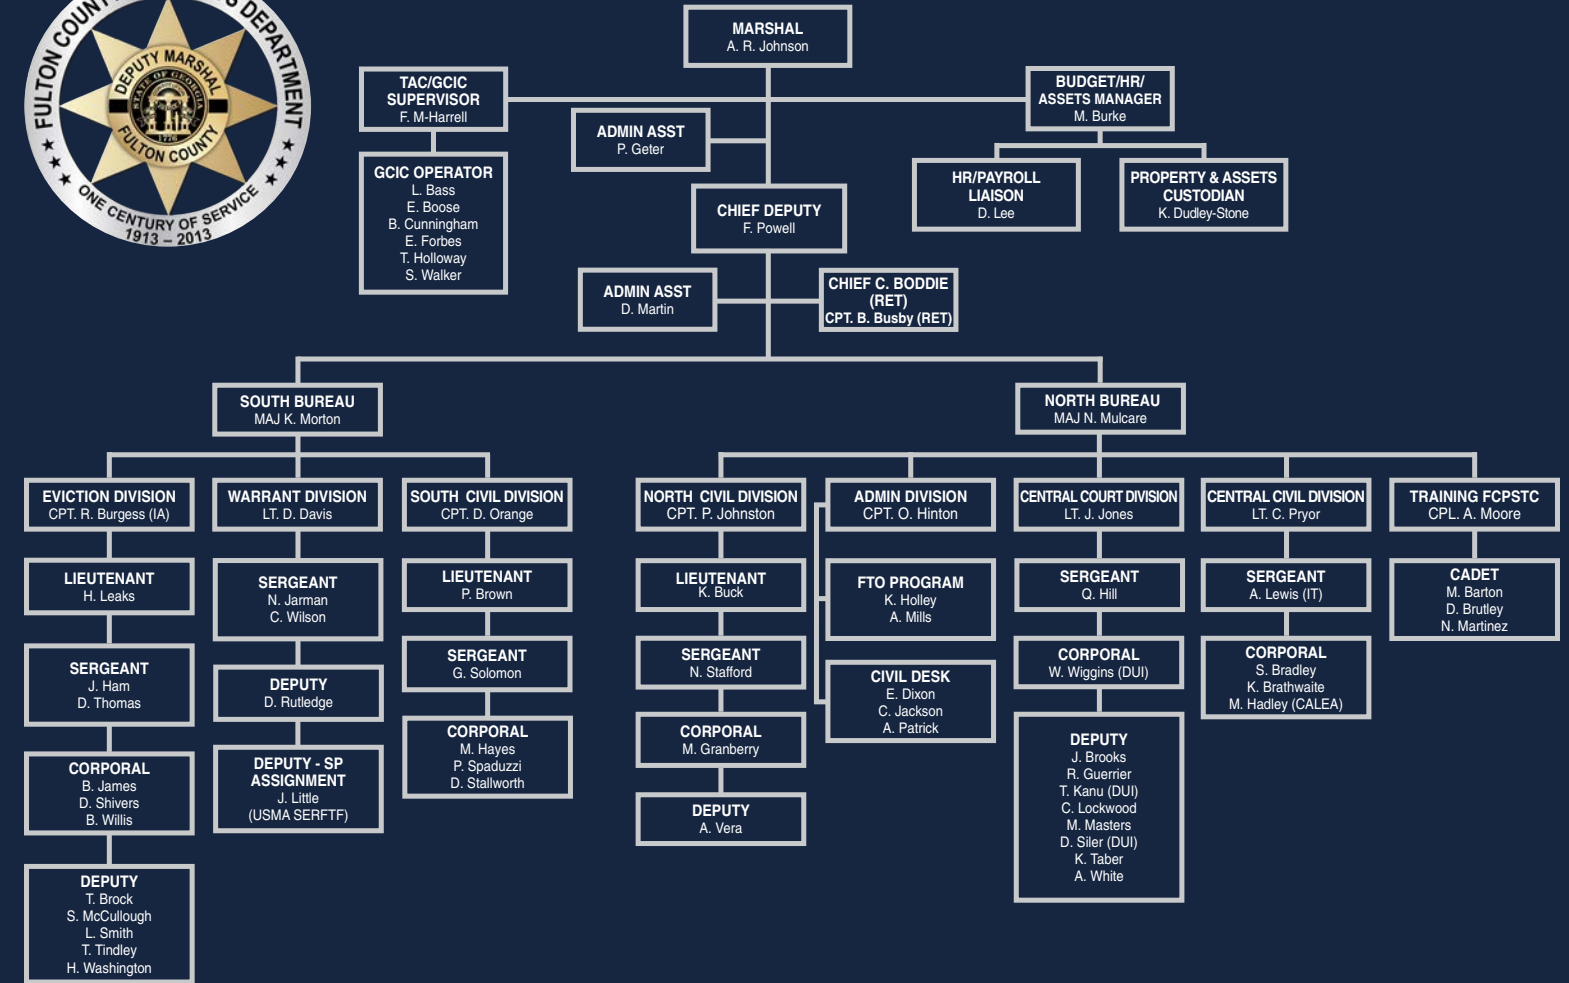 FULTON COUNTY
DEPARTMENT
DEPUTY MARSHAL
STATE OF GEORGIA
1776
FULTON COUNTY
ONE CENTURY OF SERVICE
1913 – 2013
MARSHAL
A. R. Johnson
TAC/GCIC
SUPERVISOR
F. M-Harrell
BUDGET/HR/
ASSETS MANAGER
M. Burke
ADMIN ASST
P. Geter
GCIC OPERATOR
L. Bass
E. Boose
B. Cunningham
E. Forbes
T. Holloway
S. Walker
HR/PAYROLL
LIAISON
D. Lee
PROPERTY & ASSETS
CUSTODIAN
K. Dudley-Stone
CHIEF DEPUTY
F. Powell
ADMIN ASST
D. Martin
CHIEF C. BODDIE
(RET)
CPT. B. Busby (RET)
SOUTH BUREAU
MAJ K. Morton
NORTH BUREAU
MAJ N. Mulcare
EVICTION DIVISION
CPT. R. Burgess (IA)
LIEUTENANT
H. Leaks
SERGEANT
J. Ham
D. Thomas
CORPORAL
B. James
D. Shivers
B. Willis
DEPUTY
T. Brock
S. McCullough
L. Smith
T. Tindley
H. Washington
WARRANT DIVISION
LT. D. Davis
SERGEANT
N. Jarman
C. Wilson
DEPUTY
D. Rutledge
DEPUTY - SP
ASSIGNMENT
J. Little
(USMA SERFTF)
SOUTH CIVIL DIVISION
CPT. D. Orange
LIEUTENANT
P. Brown
SERGEANT
G. Solomon
CORPORAL
M. Hayes
P. Spaduzzi
D. Stallworth
NORTH CIVIL DIVISION
CPT. P. Johnston
LIEUTENANT
K. Buck
SERGEANT
N. Stafford
CORPORAL
M. Granberry
DEPUTY
A. Vera
ADMIN DIVISION
CPT. O. Hinton
FTO PROGRAM
K. Holley
A. Mills
CIVIL DESK
E. Dixon
C. Jackson
A. Patrick
CENTRAL COURT DIVISION
LT. J. Jones
SERGEANT
Q. Hill
CORPORAL
W. Wiggins (DUI)
DEPUTY
J. Brooks
R. Guerrier
T. Kanu (DUI)
C. Lockwood
M. Masters
D. Siler (DUI)
K. Taber
A. White
CENTRAL CIVIL DIVISION
LT. C. Pryor
SERGEANT
A. Lewis (IT)
CORPORAL
S. Bradley
K. Brathwaite
M. Hadley (CALEA)
TRAINING FCPSTC
CPL. A. Moore
CADET
M. Barton
D. Brutley
N. Martinez